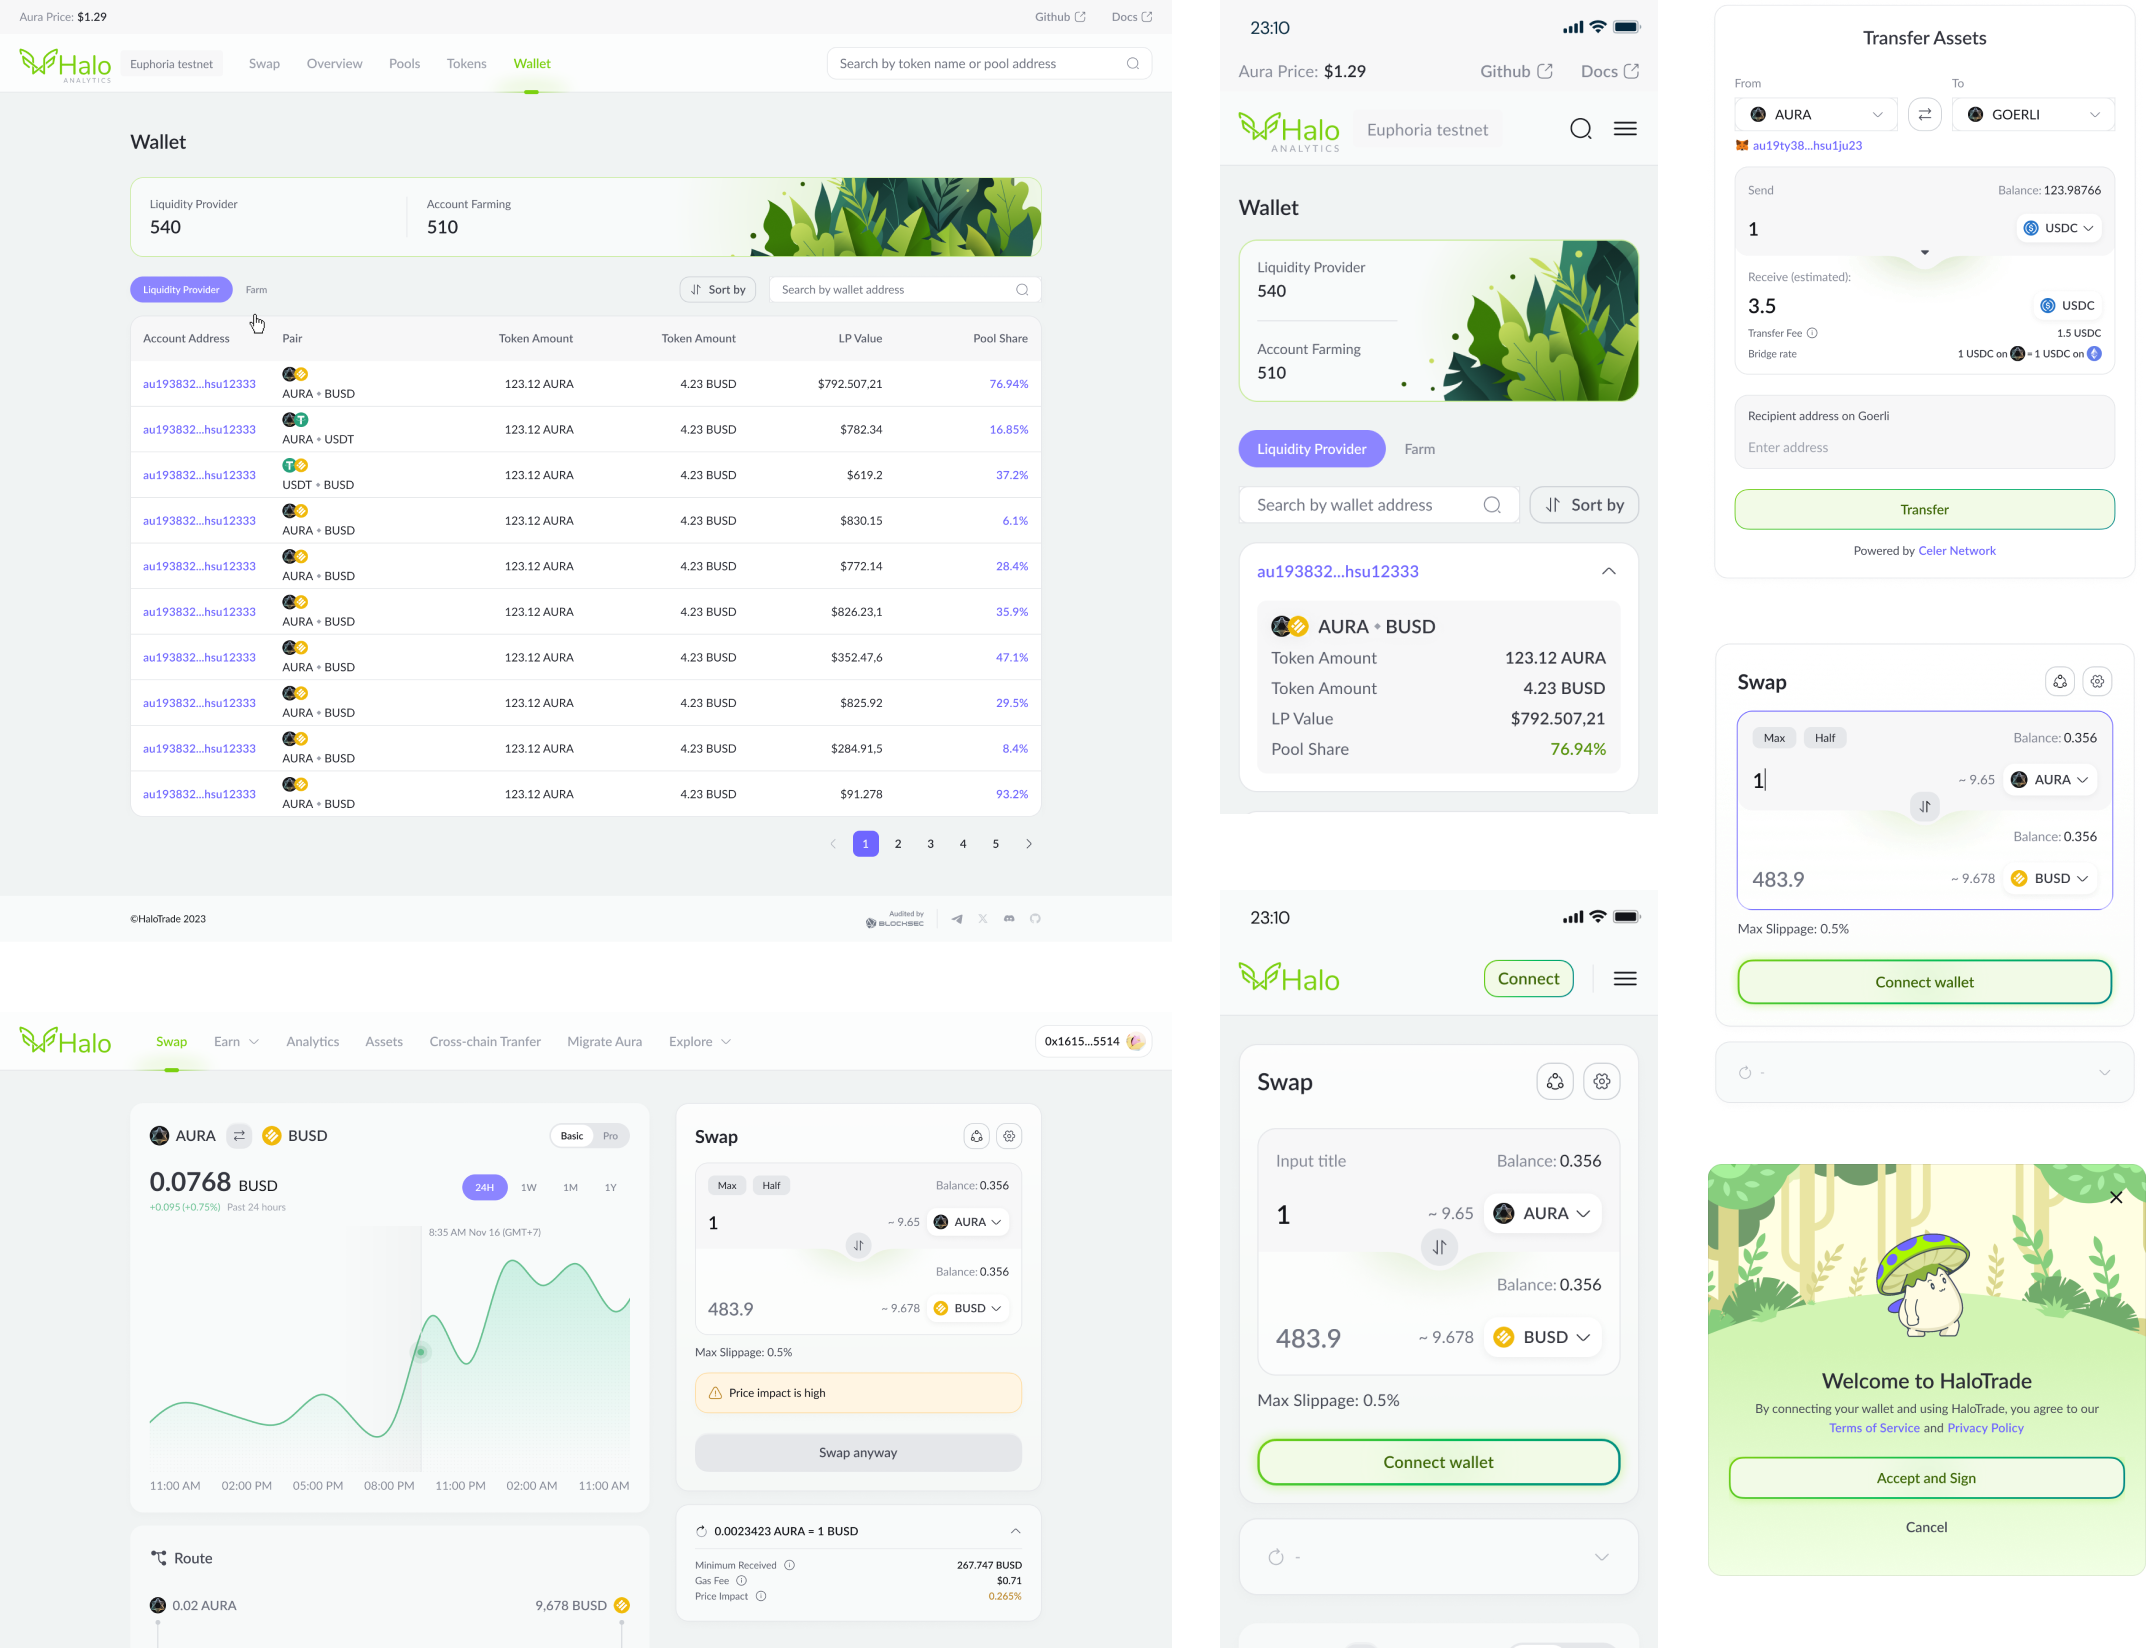 Aura Price: $1.29
Github
Docs
Halo
ANALYTICS
Euphoria testnet
Swap
Overview
Pools
Tokens
Wallet
Search by token name or pool address
Wallet
Liquidity Provider
540
Account Farming
510
Liquidity Provider
Farm
Sort by
Search by wallet address
Account Address Pair Token Amount Token Amount LP Value Pool Share
au193832...hsu12333 AURA • BUSD 123.12 AURA 4.23 BUSD $792.507,21 76.94%
au193832...hsu12333 AURA • USDT 123.12 AURA 4.23 BUSD $782.34 16.85%
au193832...hsu12333 USDT • BUSD 123.12 AURA 4.23 BUSD $619.2 37.2%
au193832...hsu12333 AURA • BUSD 123.12 AURA 4.23 BUSD $830.15 6.1%
au193832...hsu12333 AURA • BUSD 123.12 AURA 4.23 BUSD $772.14 28.4%
au193832...hsu12333 AURA • BUSD 123.12 AURA 4.23 BUSD $826.23,1 35.9%
au193832...hsu12333 AURA • BUSD 123.12 AURA 4.23 BUSD $352.47,6 47.1%
au193832...hsu12333 AURA • BUSD 123.12 AURA 4.23 BUSD $825.92 29.5%
au193832...hsu12333 AURA • BUSD 123.12 AURA 4.23 BUSD $284.91,5 8.4%
au193832...hsu12333 AURA • BUSD 123.12 AURA 4.23 BUSD $91.278 93.2%
1 2 3 4 5
©HaloTrade 2023
Audited by
BLOCHSEC
Halo
Swap
Earn
Analytics
Assets
Cross-chain Tranfer
Migrate Aura
Explore
0x1615...5514
AURA
BUSD
Basic
Pro
0.0768 BUSD
+0.095 (+0.75%) Past 24 hours
24H 1W 1M 1Y
8:35 AM Nov 16 (GMT+7)
11:00 AM 02:00 PM 05:00 PM 08:00 PM 11:00 PM 02:00 AM 11:00 AM
Route
0.02 AURA
9,678 BUSD
Swap
Max
Half
Balance: 0.356
1
~ 9.65
AURA
Balance: 0.356
483.9
~ 9.678
BUSD
Max Slippage: 0.5%
Price impact is high
Swap anyway
0.0023423 AURA = 1 BUSD
Minimum Received 267.747 BUSD
Gas Fee $0.71
Price Impact 0.265%
23:10
Aura Price: $1.29
Github
Docs
Halo
ANALYTICS
Euphoria testnet
Wallet
Liquidity Provider
540
Account Farming
510
Liquidity Provider
Farm
Search by wallet address
Sort by
au193832...hsu12333
AURA • BUSD
Token Amount 123.12 AURA
Token Amount 4.23 BUSD
LP Value $792.507,21
Pool Share 76.94%
23:10
Halo
Connect
Swap
Input title
Balance: 0.356
1
~ 9.65
AURA
Balance: 0.356
483.9
~ 9.678
BUSD
Max Slippage: 0.5%
Connect wallet
-
Transfer Assets
From
To
AURA
GOERLI
au19ty38...hsu1ju23
Send
Balance: 123.98766
1
USDC
Receive (estimated):
3.5
USDC
Transfer Fee 1.5 USDC
Bridge rate 1 USDC on = 1 USDC on
Recipient address on Goerli
Enter address
Transfer
Powered by Celer Network
Swap
Max
Half
Balance: 0.356
1
~ 9.65
AURA
Balance: 0.356
483.9
~ 9.678
BUSD
Max Slippage: 0.5%
Connect wallet
-
Welcome to HaloTrade
By connecting your wallet and using HaloTrade, you agree to our
Terms of Service and Privacy Policy
Accept and Sign
Cancel